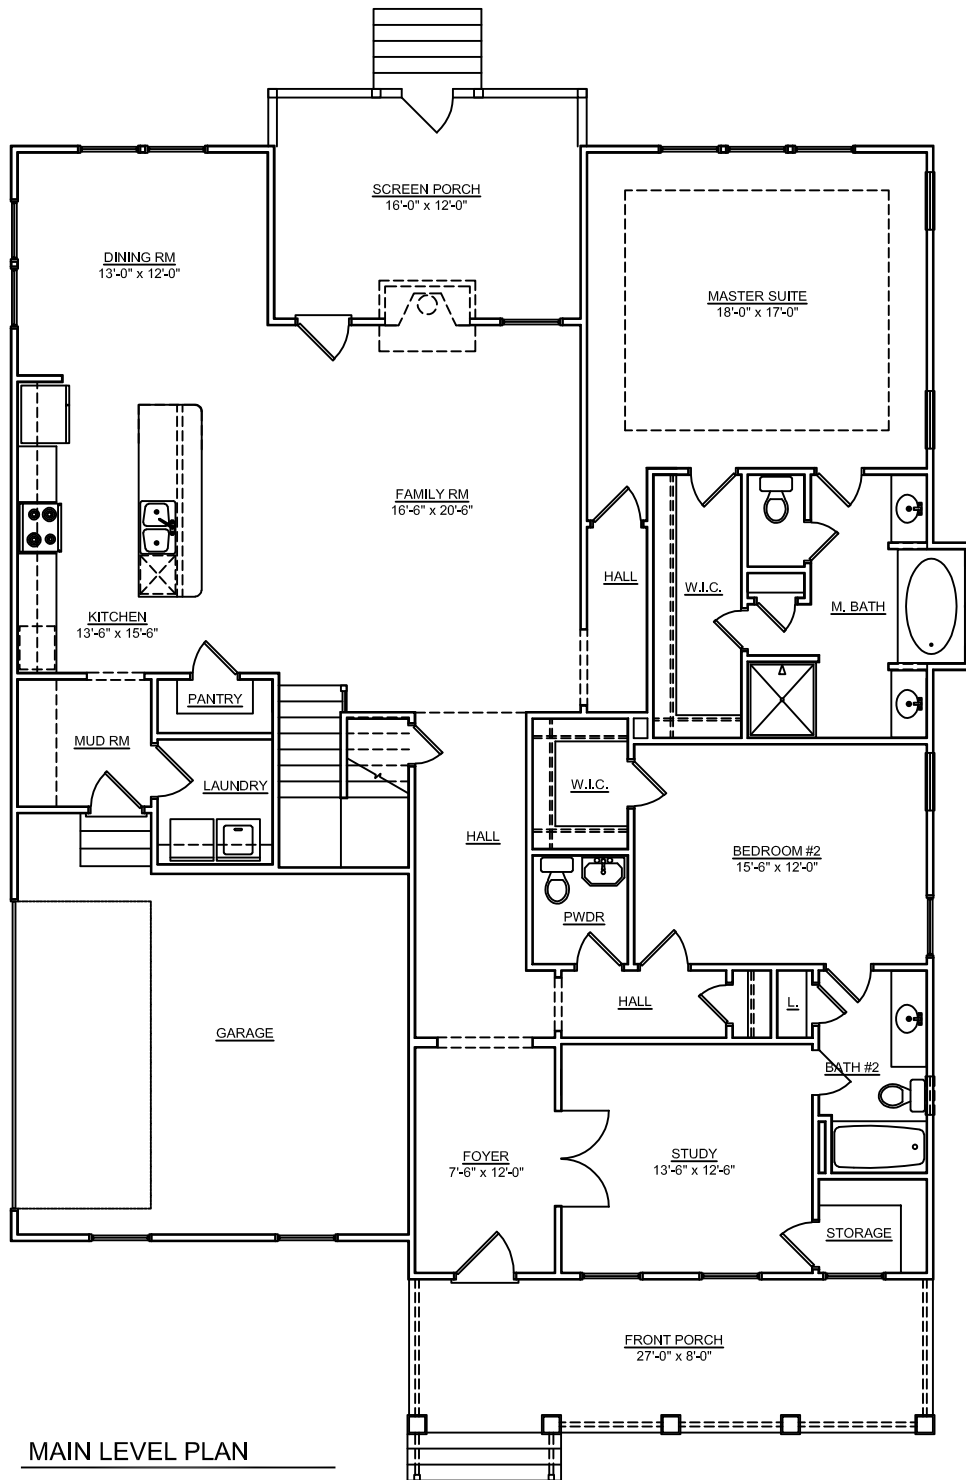 SCREEN PORCH
16'-0" x 12'-0"
DINING RM
13'-0" x 12'-0"
MASTER SUITE
18'-0" x 17'-0"
FAMILY RM
16'-6" x 20'-6"
HALL
W.I.C.
M. BATH
KITCHEN
13'-6" x 15'-6"
PANTRY
MUD RM
LAUNDRY
W.I.C.
HALL
BEDROOM #2
15'-6" x 12'-0"
PWDR
HALL
L.
GARAGE
BATH #2
FOYER
7'-6" x 12'-0"
STUDY
13'-6" x 12'-6"
STORAGE
FRONT PORCH
27'-0" x 8'-0"
MAIN LEVEL PLAN